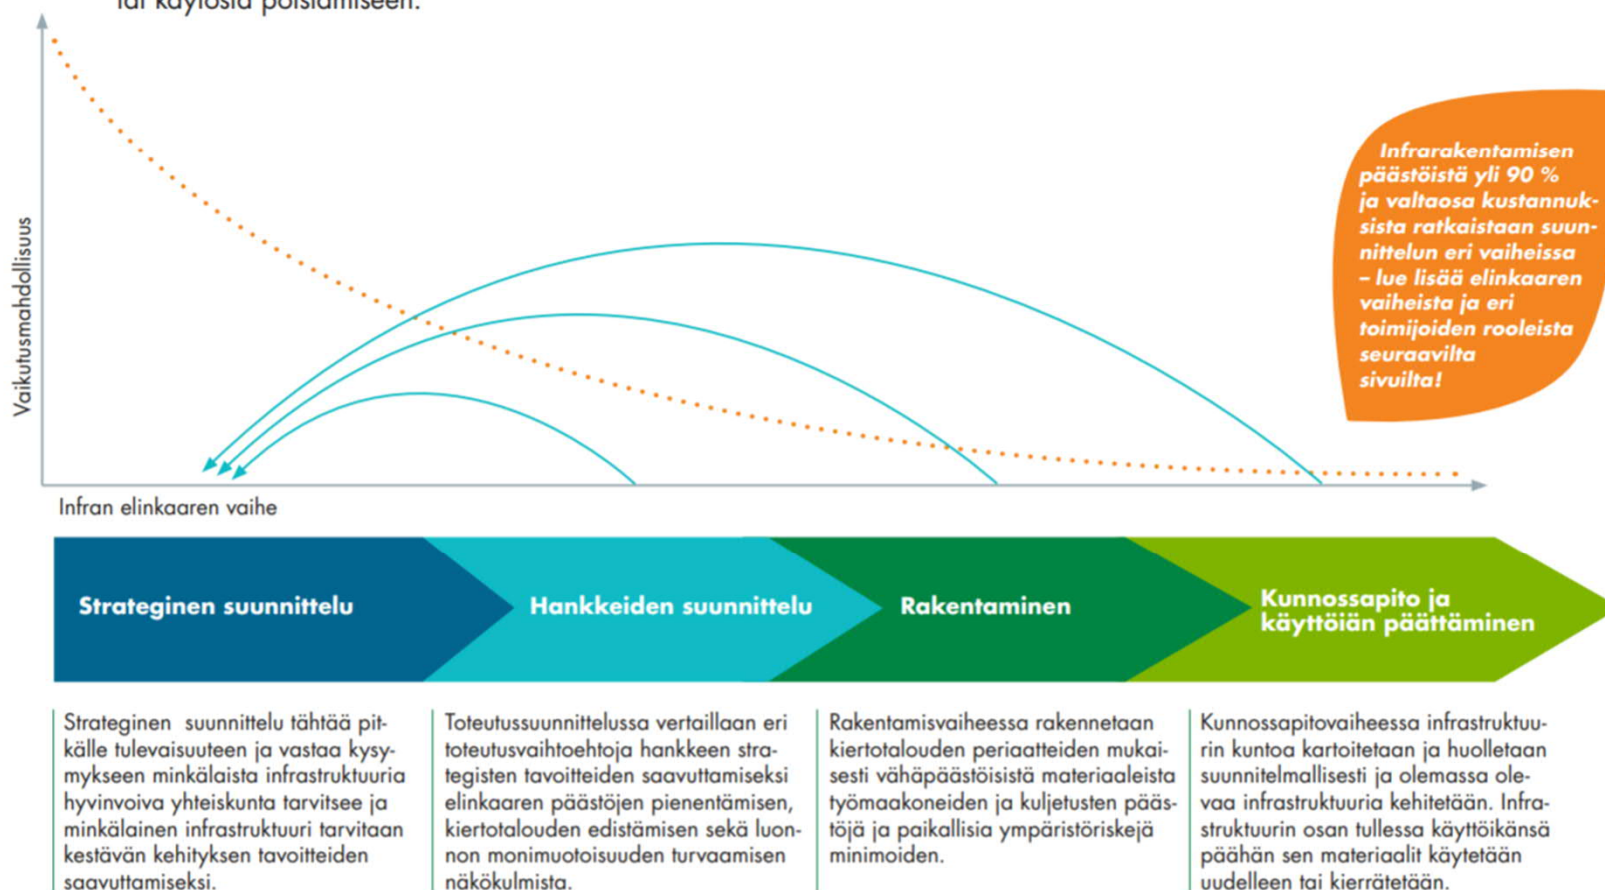 tai käytöstä poistamiseen.
Vaikutusmahdollisuus
Infrarakentamisen
päästöistä yli 90 %
ja valtaosa kustannuk-
sista ratkaistaan suun-
nittelun eri vaiheissa
– lue lisää elinkaaren
vaiheista ja eri
toimijoiden rooleista
seuraavilta
sivuilta!
Infran elinkaaren vaihe
Strateginen suunnittelu
Hankkeiden suunnittelu
Rakentaminen
Kunnossapito ja
käyttöiän päättäminen
Strateginen suunnittelu tähtää pit-
källe tulevaisuuteen ja vastaa kysy-
mykseen minkälaista infrastruktuuria
hyvinvoiva yhteiskunta tarvitsee ja
minkälainen infrastruktuuri tarvitaan
kestävän kehityksen tavoitteiden
saavuttamiseksi.
Toteutussuunnittelussa vertaillaan eri
toteutusvaihtoehtoja hankkeen stra-
tegisten tavoitteiden saavuttamiseksi
elinkaaren päästöjen pienentämisen,
kiertotalouden edistämisen sekä luon-
non monimuotoisuuden turvaamisen
näkökulmista.
Rakentamisvaiheessa rakennetaan
kiertotalouden periaatteiden mukai-
sesti vähäpäästöisistä materiaaleista
työmaakoneiden ja kuljetusten pääs-
töjä ja paikallisia ympäristöriskejä
minimoiden.
Kunnossapitovaiheessa infrastruktuu-
rin kuntoa kartoitetaan ja huolletaan
suunnitelmallisesti ja olemassa ole-
vaa infrastruktuuria kehitetään. Infra-
struktuurin osan tullessa käyttöikänsä
päähän sen materiaalit käytetään
uudelleen tai kierrätetään.